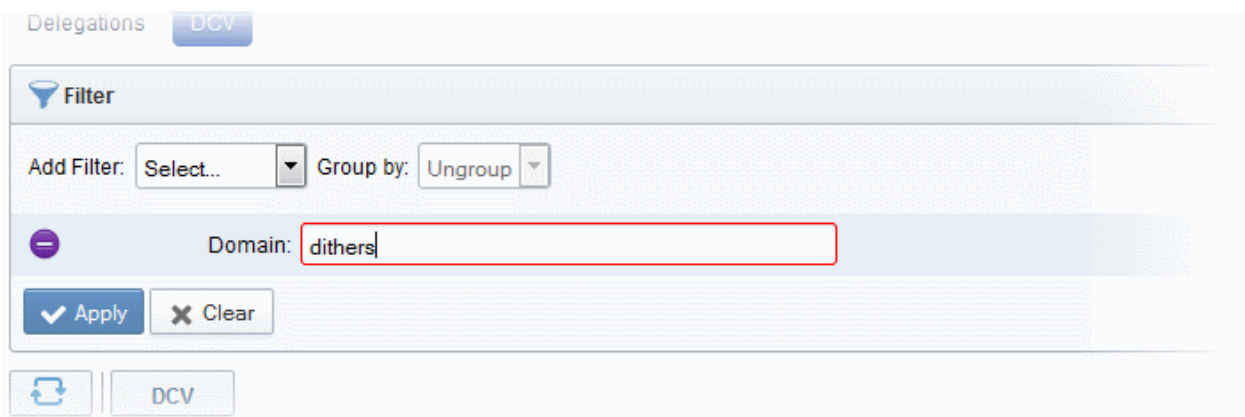 Delegations DCV
Filter
Add Filter: Select... Group by: Ungroup
Domain: dithers
Apply Clear
DCV